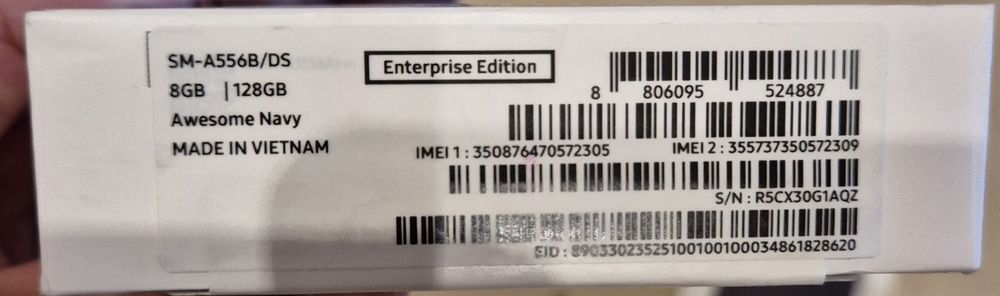 SM-A556B/DS
Enterprise Edition
8GB | 128GB
8 806095 524887
Awesome Navy
MADE IN VIETNAM
IMEI 1 : 350876470572305 IMEI 2 : 355737350572309
S/N : R5CX30G1AQZ
EID : 89033023525100100100034861828620